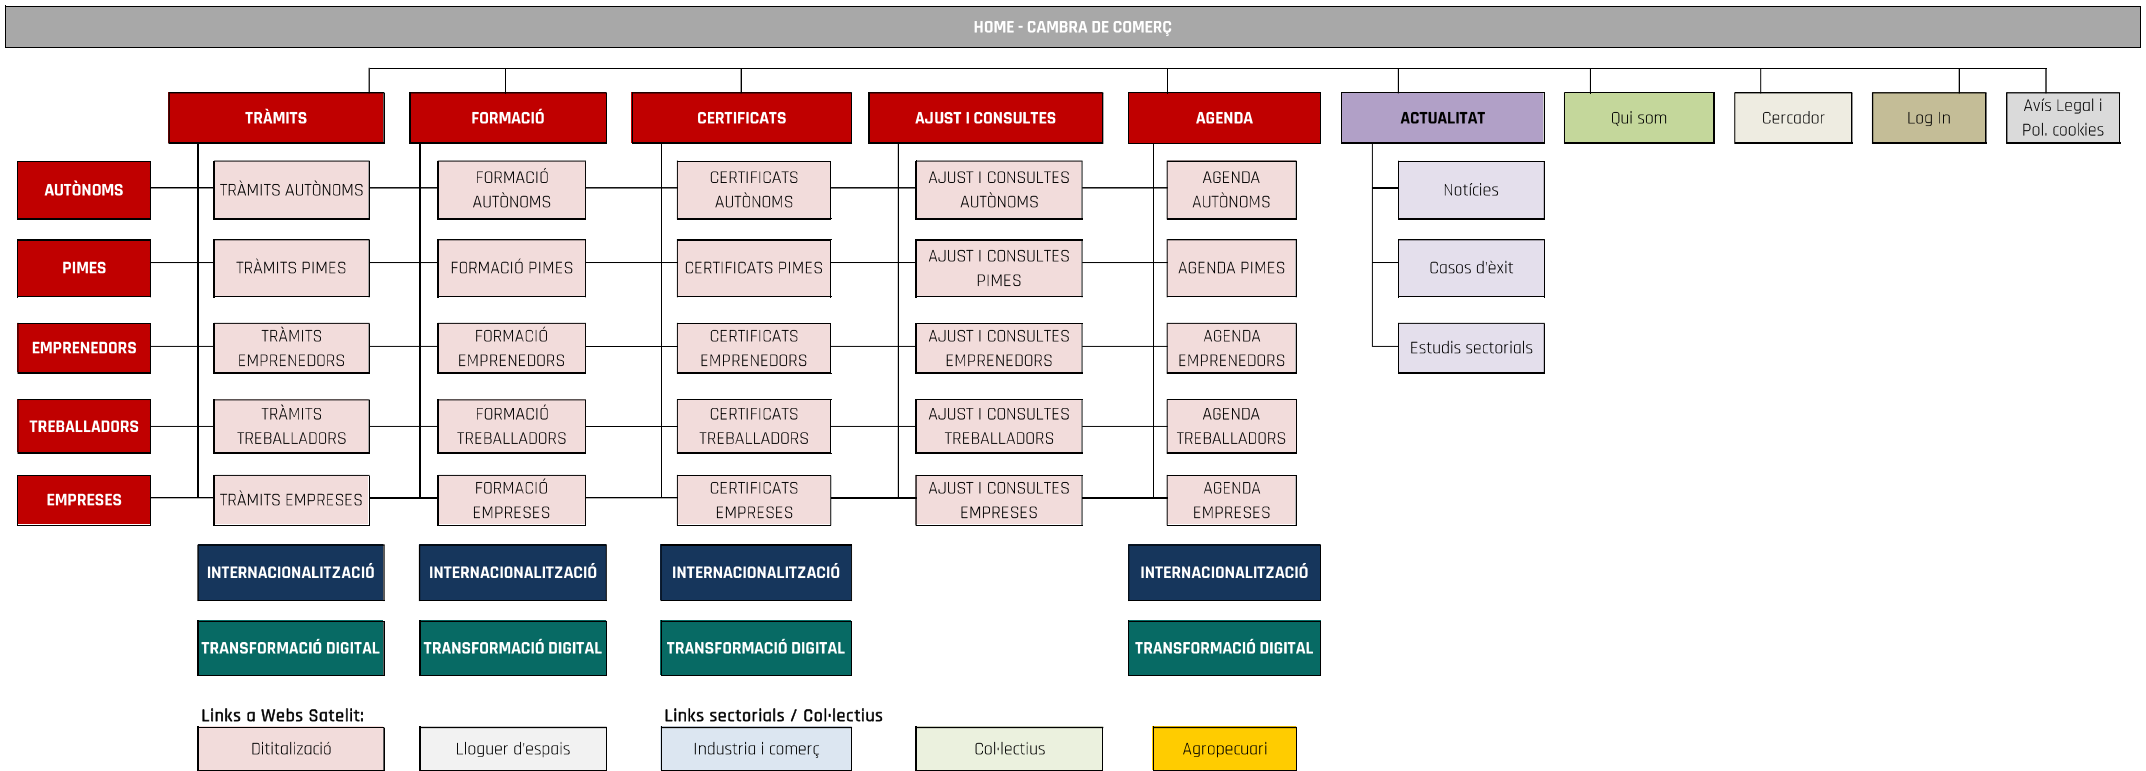 HOME - CAMBRA DE COMERÇ
TRÀMITS
FORMACIÓ
CERTIFICATS
AJUST I CONSULTES
AGENDA
ACTUALITAT
Qui som
Cercador
Log In
Avís Legal i
Pol. cookies
AUTÒNOMS
TRÀMITS AUTÒNOMS
FORMACIÓ
AUTÒNOMS
CERTIFICATS
AUTÒNOMS
AJUST I CONSULTES
AUTÒNOMS
AGENDA
AUTÒNOMS
Notícies
PIMES
TRÀMITS PIMES
FORMACIÓ PIMES
CERTIFICATS PIMES
AJUST I CONSULTES
PIMES
AGENDA PIMES
Casos d'èxit
EMPRENEDORS
TRÀMITS
EMPRENEDORS
FORMACIÓ
EMPRENEDORS
CERTIFICATS
EMPRENEDORS
AJUST I CONSULTES
EMPRENEDORS
AGENDA
EMPRENEDORS
Estudis sectorials
TREBALLADORS
TRÀMITS
TREBALLADORS
FORMACIÓ
TREBALLADORS
CERTIFICATS
TREBALLADORS
AJUST I CONSULTES
TREBALLADORS
AGENDA
TREBALLADORS
EMPRESES
TRÀMITS EMPRESES
FORMACIÓ
EMPRESES
CERTIFICATS
EMPRESES
AJUST I CONSULTES
EMPRESES
AGENDA
EMPRESES
INTERNACIONALITZACIÓ
INTERNACIONALITZACIÓ
INTERNACIONALITZACIÓ
INTERNACIONALITZACIÓ
TRANSFORMACIÓ DIGITAL
TRANSFORMACIÓ DIGITAL
TRANSFORMACIÓ DIGITAL
TRANSFORMACIÓ DIGITAL
Links a Webs Satelit:
Links sectorials / Col·lectius
Dititalizació
Lloguer d'espais
Industria i comerç
Col·lectius
Agropecuari